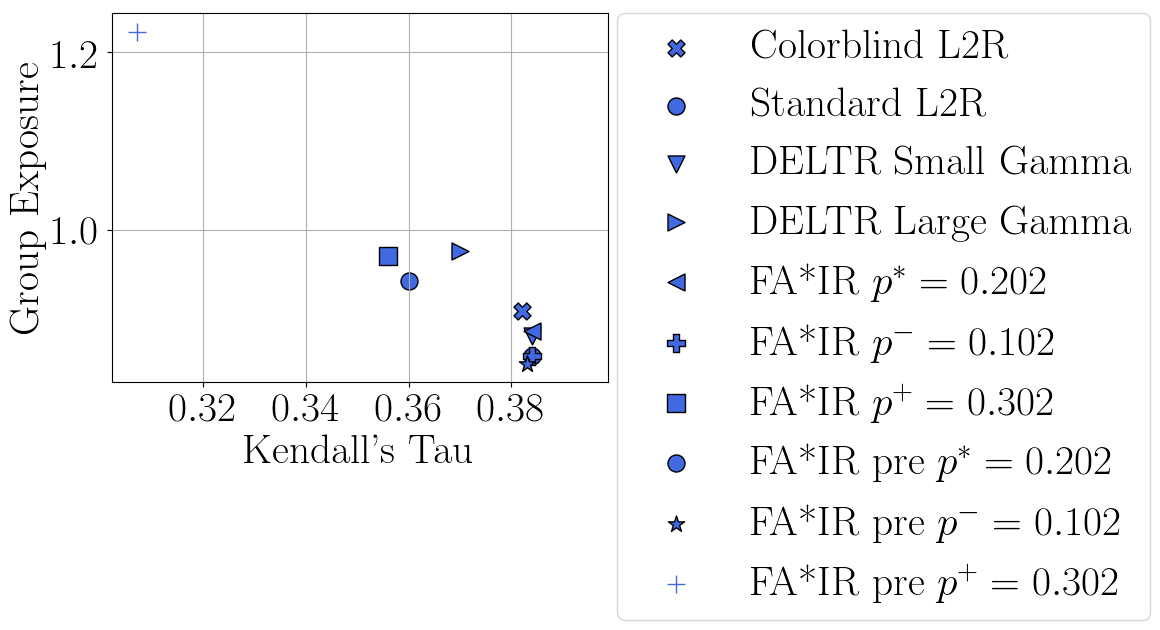 1.2
1.0
Group Exposure
0.32 0.34 0.36 0.38
Kendall's Tau
Colorblind L2R
Standard L2R
DELTR Small Gamma
DELTR Large Gamma
FA*IR p* = 0.202
FA*IR p⁻ = 0.102
FA*IR p⁺ = 0.302
FA*IR pre p* = 0.202
FA*IR pre p⁻ = 0.102
FA*IR pre p⁺ = 0.302